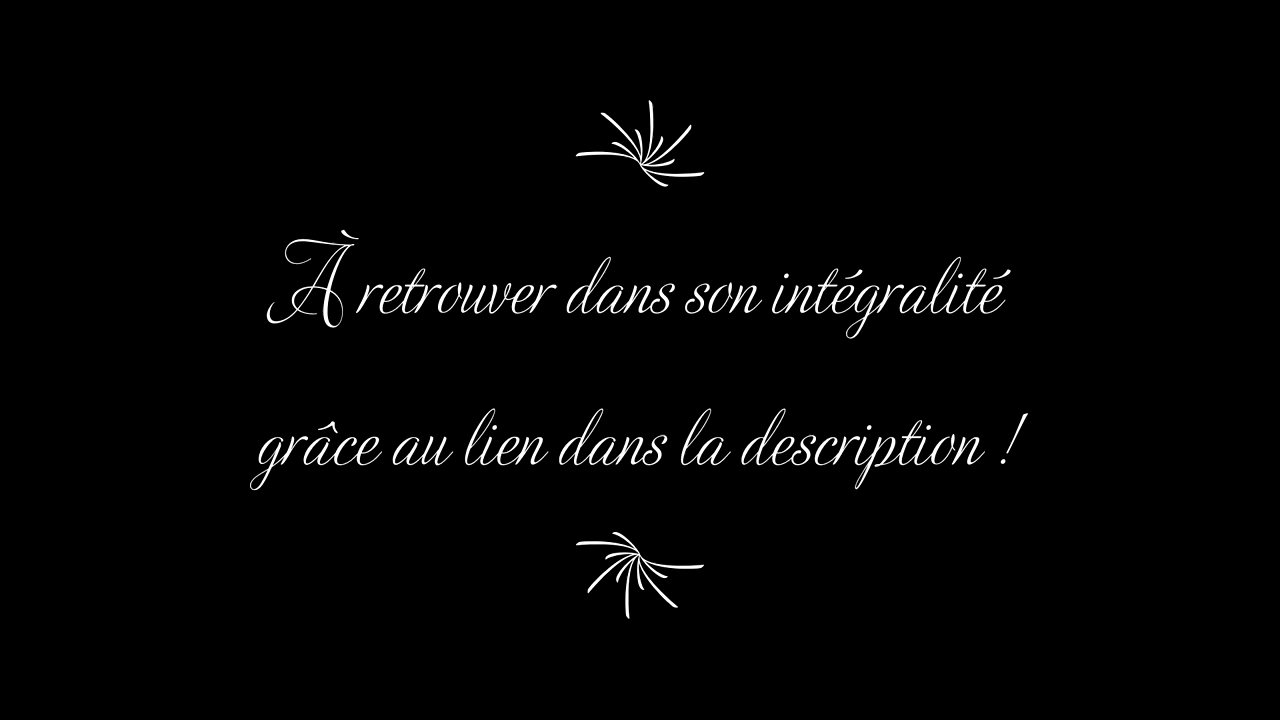 À retrouver dans son intégralité
grâce au lien dans la description !